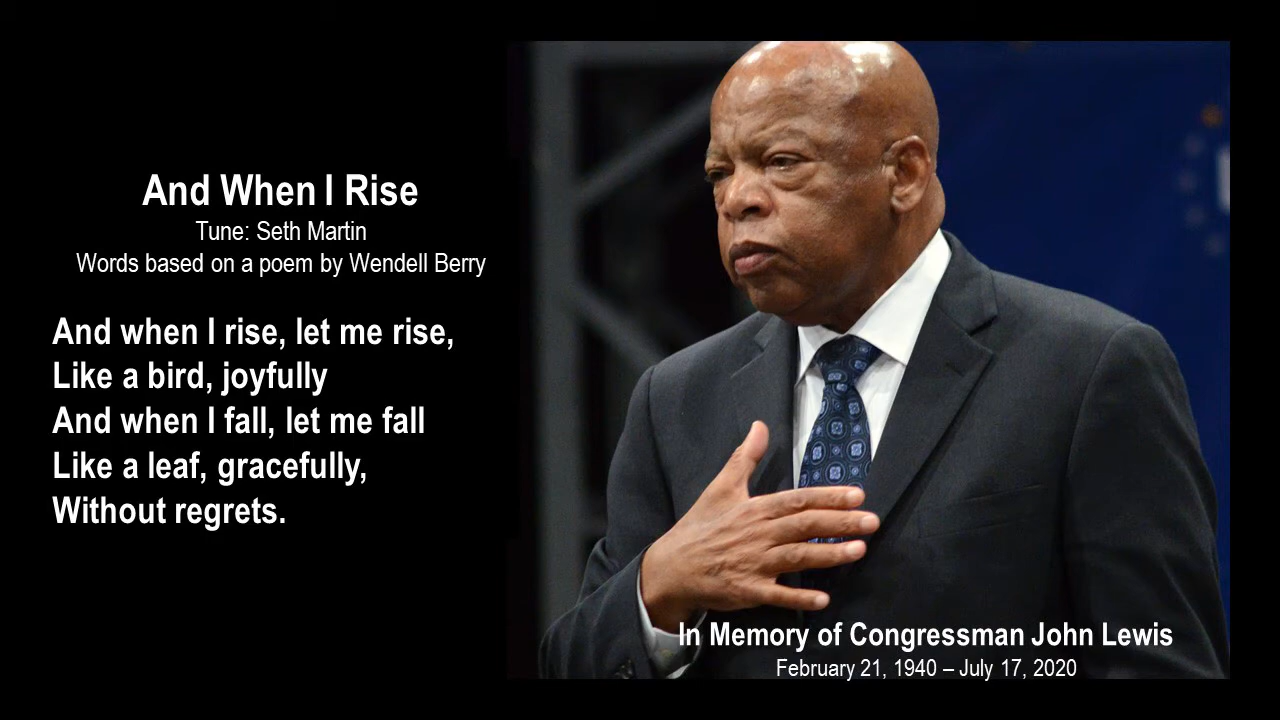 And When I Rise
Tune: Seth Martin
Words based on a poem by Wendell Berry
And when I rise, let me rise,
Like a bird, joyfully
And when I fall, let me fall
Like a leaf, gracefully,
Without regrets.
In Memory of Congressman John Lewis
February 21, 1940 – July 17, 2020